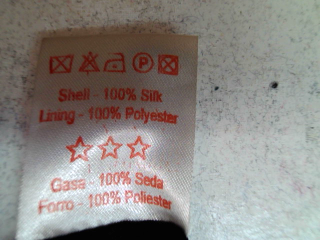 P
Shell - 100% Silk
Lining - 100% Polyester
Gasa 100% Seda
Forro - 100% Poliester